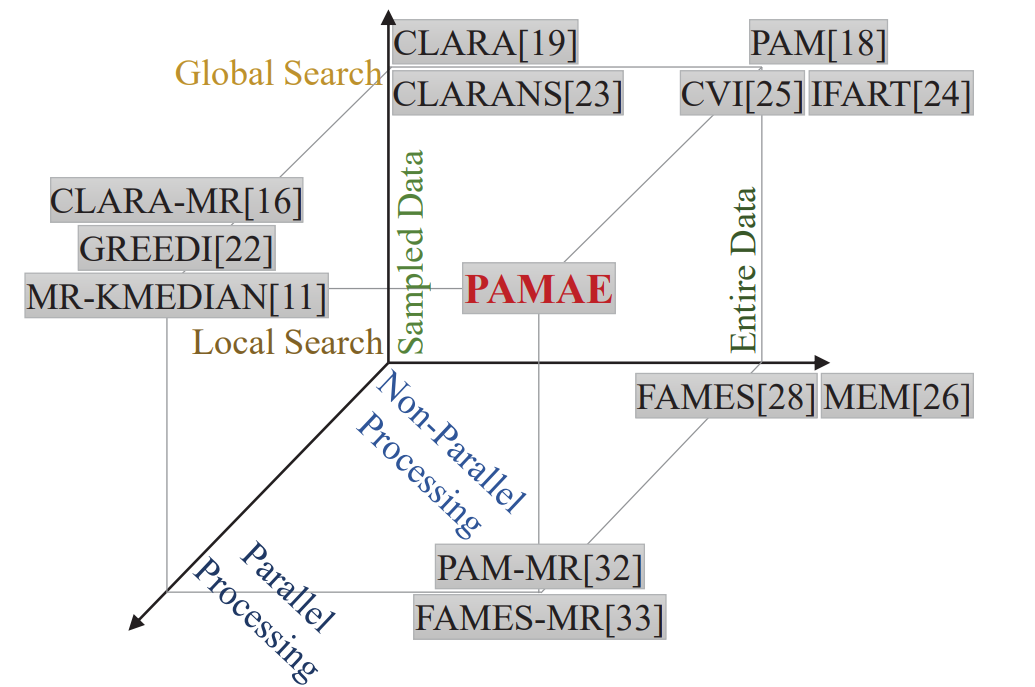 CLARA[19]
PAM[18]
Global Search
CLARANS[23]
CVI[25]
IFART[24]
CLARA-MR[16]
GREEDI[22]
MR-KMEDIAN[11]
Sampled Data
PAMAE
Entire Data
Local Search
FAMES[28]
MEM[26]
Non-Parallel
Processing
PAM-MR[32]
FAMES-MR[33]
Parallel
Processing